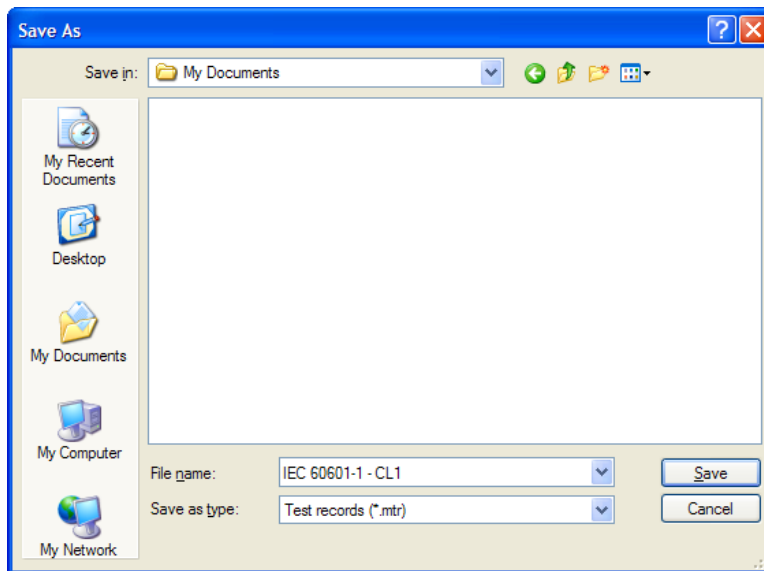 Save As
Save in:
My Documents
My Recent
Documents
Desktop
My Documents
My Computer
My Network
File name:
IEC 60601-1 - CL1
Save
Save as type:
Test records (*.mtr)
Cancel